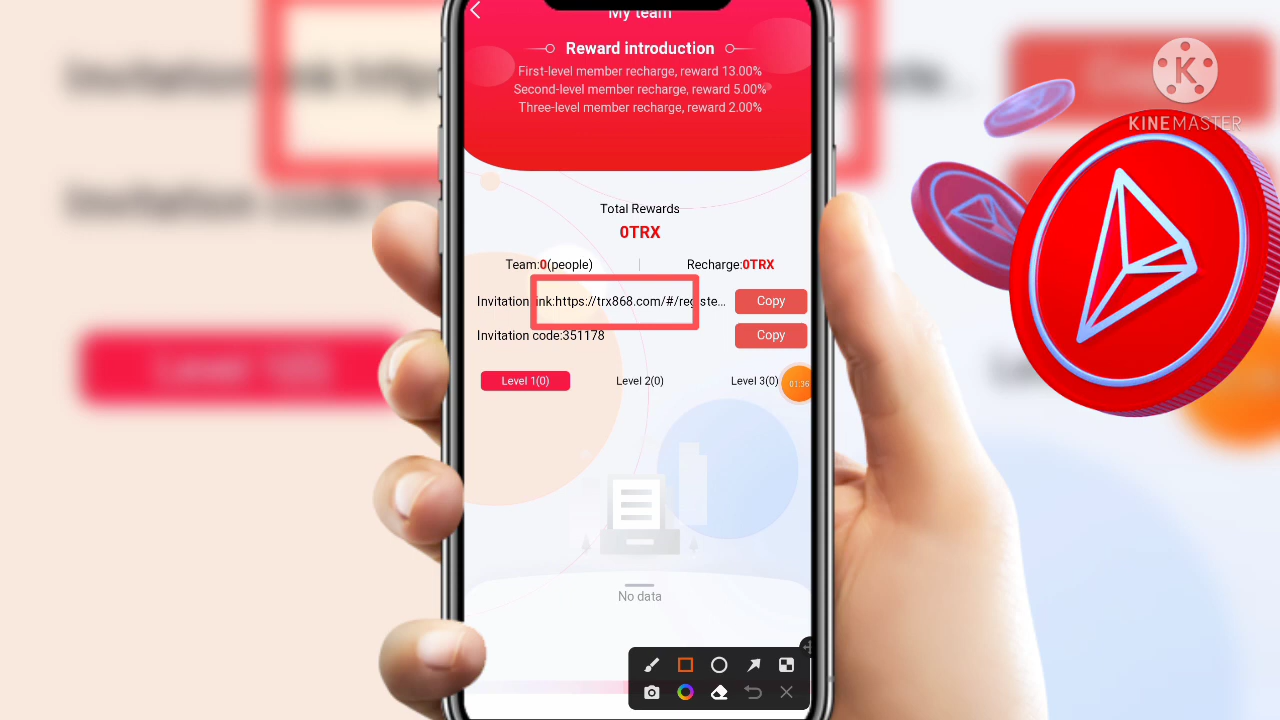 My team
Reward introduction
First-level member recharge, reward 13.00%
Second-level member recharge, reward 5.00%
Three-level member recharge, reward 2.00%
Total Rewards
0TRX
Team:0(people)
Recharge:0TRX
Invitation link:https://trx868.com/#/registe...
Copy
Invitation code:351178
Copy
Level 1(0)
Level 2(0)
Level 3(0)
01:36
No data
K
KINEMASTER